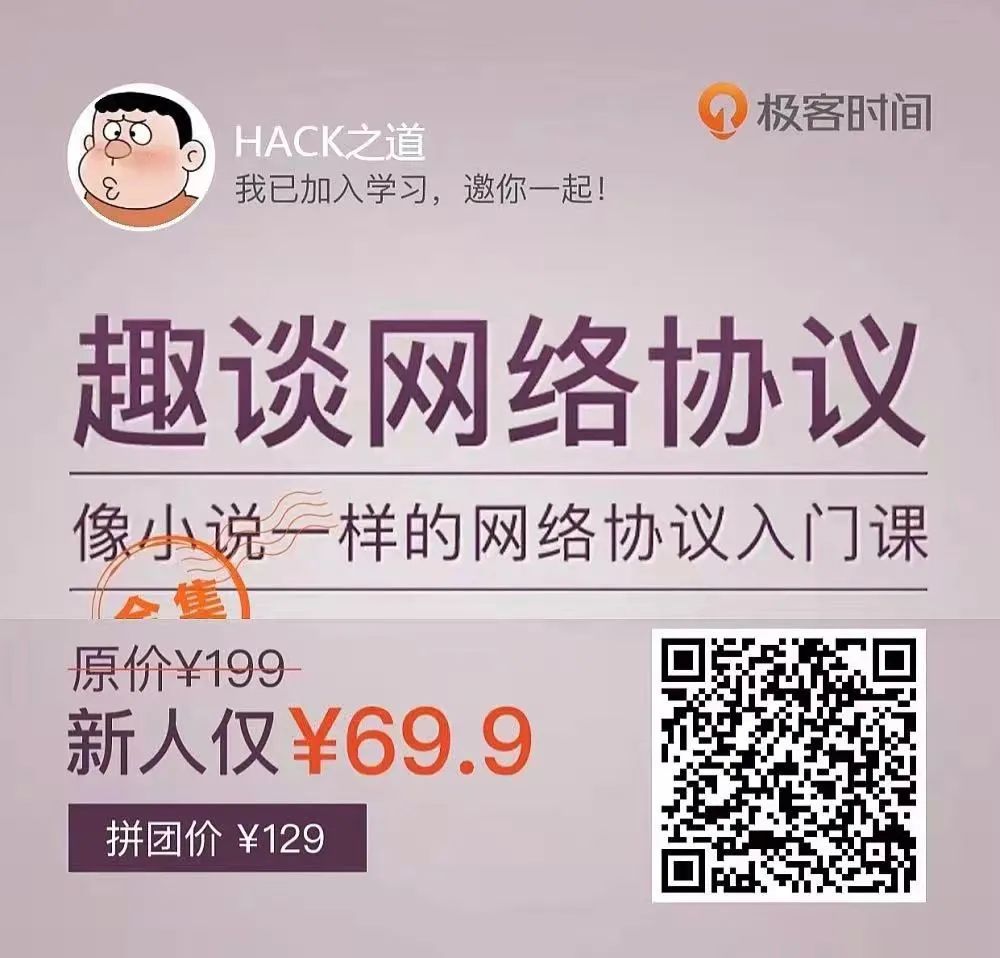 极客时间
HACK之道
我已加入学习，邀你一起！
趣谈网络协议
像小说一样的网络协议入门课
全集
原价¥199
新人仅¥69.9
拼团价 ¥129